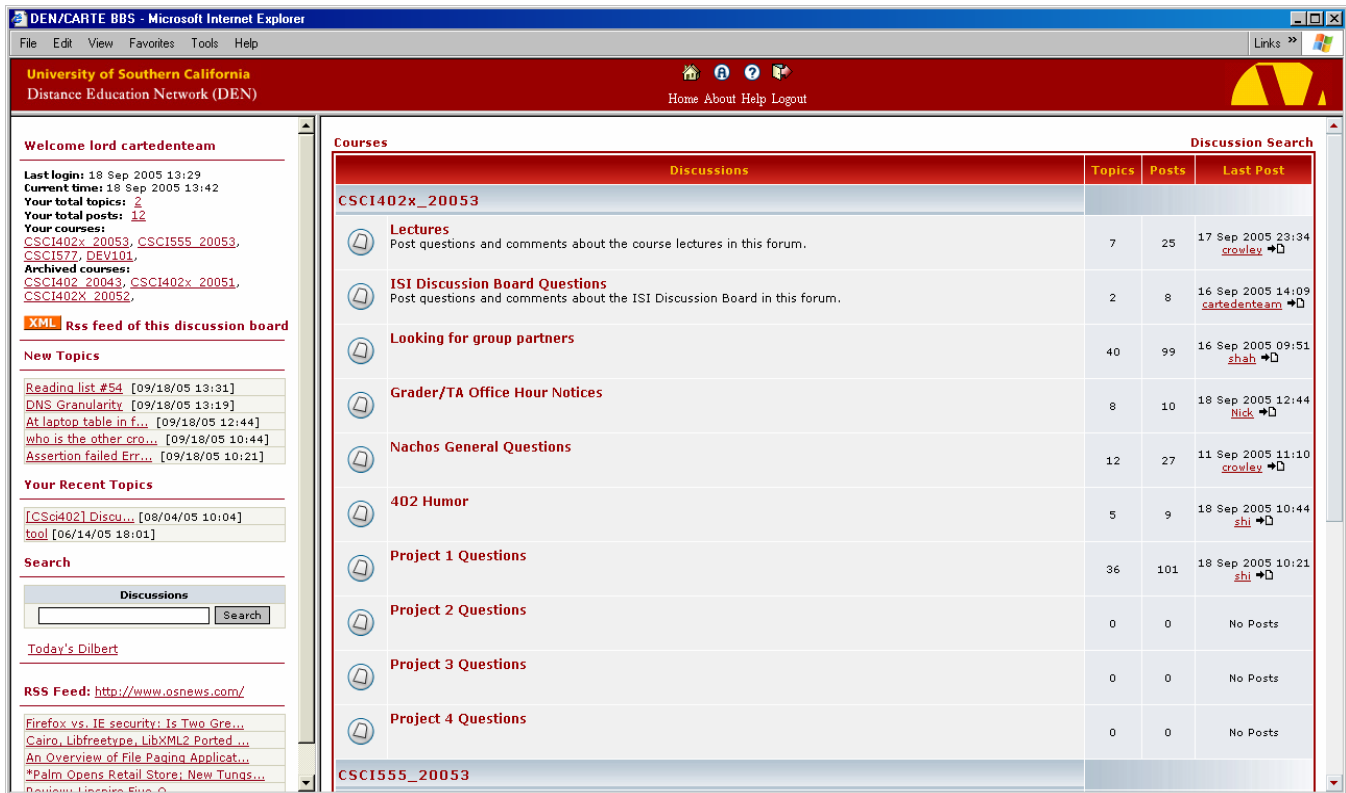 DEN/CARTE BBS - Microsoft Internet Explorer
File Edit View Favorites Tools Help Links »
University of Southern California
Distance Education Network (DEN)
Home About Help Logout
Welcome lord cartedenteam
Last login: 18 Sep 2005 13:29
Current time: 18 Sep 2005 13:42
Your total topics: 2
Your total posts: 12
Your courses:
CSCI402x_20053, CSCI555_20053,
CSCI577, DEV101,
Archived courses:
CSCI402_20043, CSCI402x_20051,
CSCI402X_20052,
XML Rss feed of this discussion board
New Topics
Reading list #54 [09/18/05 13:31]
DNS Granularity [09/18/05 13:19]
At laptop table in f... [09/18/05 12:44]
who is the other cro... [09/18/05 10:44]
Assertion failed Err... [09/18/05 10:21]
Your Recent Topics
[CSci402] Discu... [08/04/05 10:04]
tool [06/14/05 18:01]
Search
Discussions
Search
Today's Dilbert
RSS Feed: http://www.osnews.com/
Firefox vs. IE security: Is Two Gre...
Cairo, Libfreetype, LibXML2 Ported ...
An Overview of File Paging Applicat...
*Palm Opens Retail Store; New Tungs...
Courses Discussion Search
Discussions Topics Posts Last Post
CSCI402x_20053
Lectures
Post questions and comments about the course lectures in this forum.
7 25 17 Sep 2005 23:34
crowley
ISI Discussion Board Questions
Post questions and comments about the ISI Discussion Board in this forum.
2 8 16 Sep 2005 14:09
cartedenteam
Looking for group partners
40 99 16 Sep 2005 09:51
shah
Grader/TA Office Hour Notices
8 10 18 Sep 2005 12:44
Nick
Nachos General Questions
12 27 11 Sep 2005 11:10
crowley
402 Humor
5 9 18 Sep 2005 10:44
shi
Project 1 Questions
36 101 18 Sep 2005 10:21
shi
Project 2 Questions
0 0 No Posts
Project 3 Questions
0 0 No Posts
Project 4 Questions
0 0 No Posts
CSCI555_20053